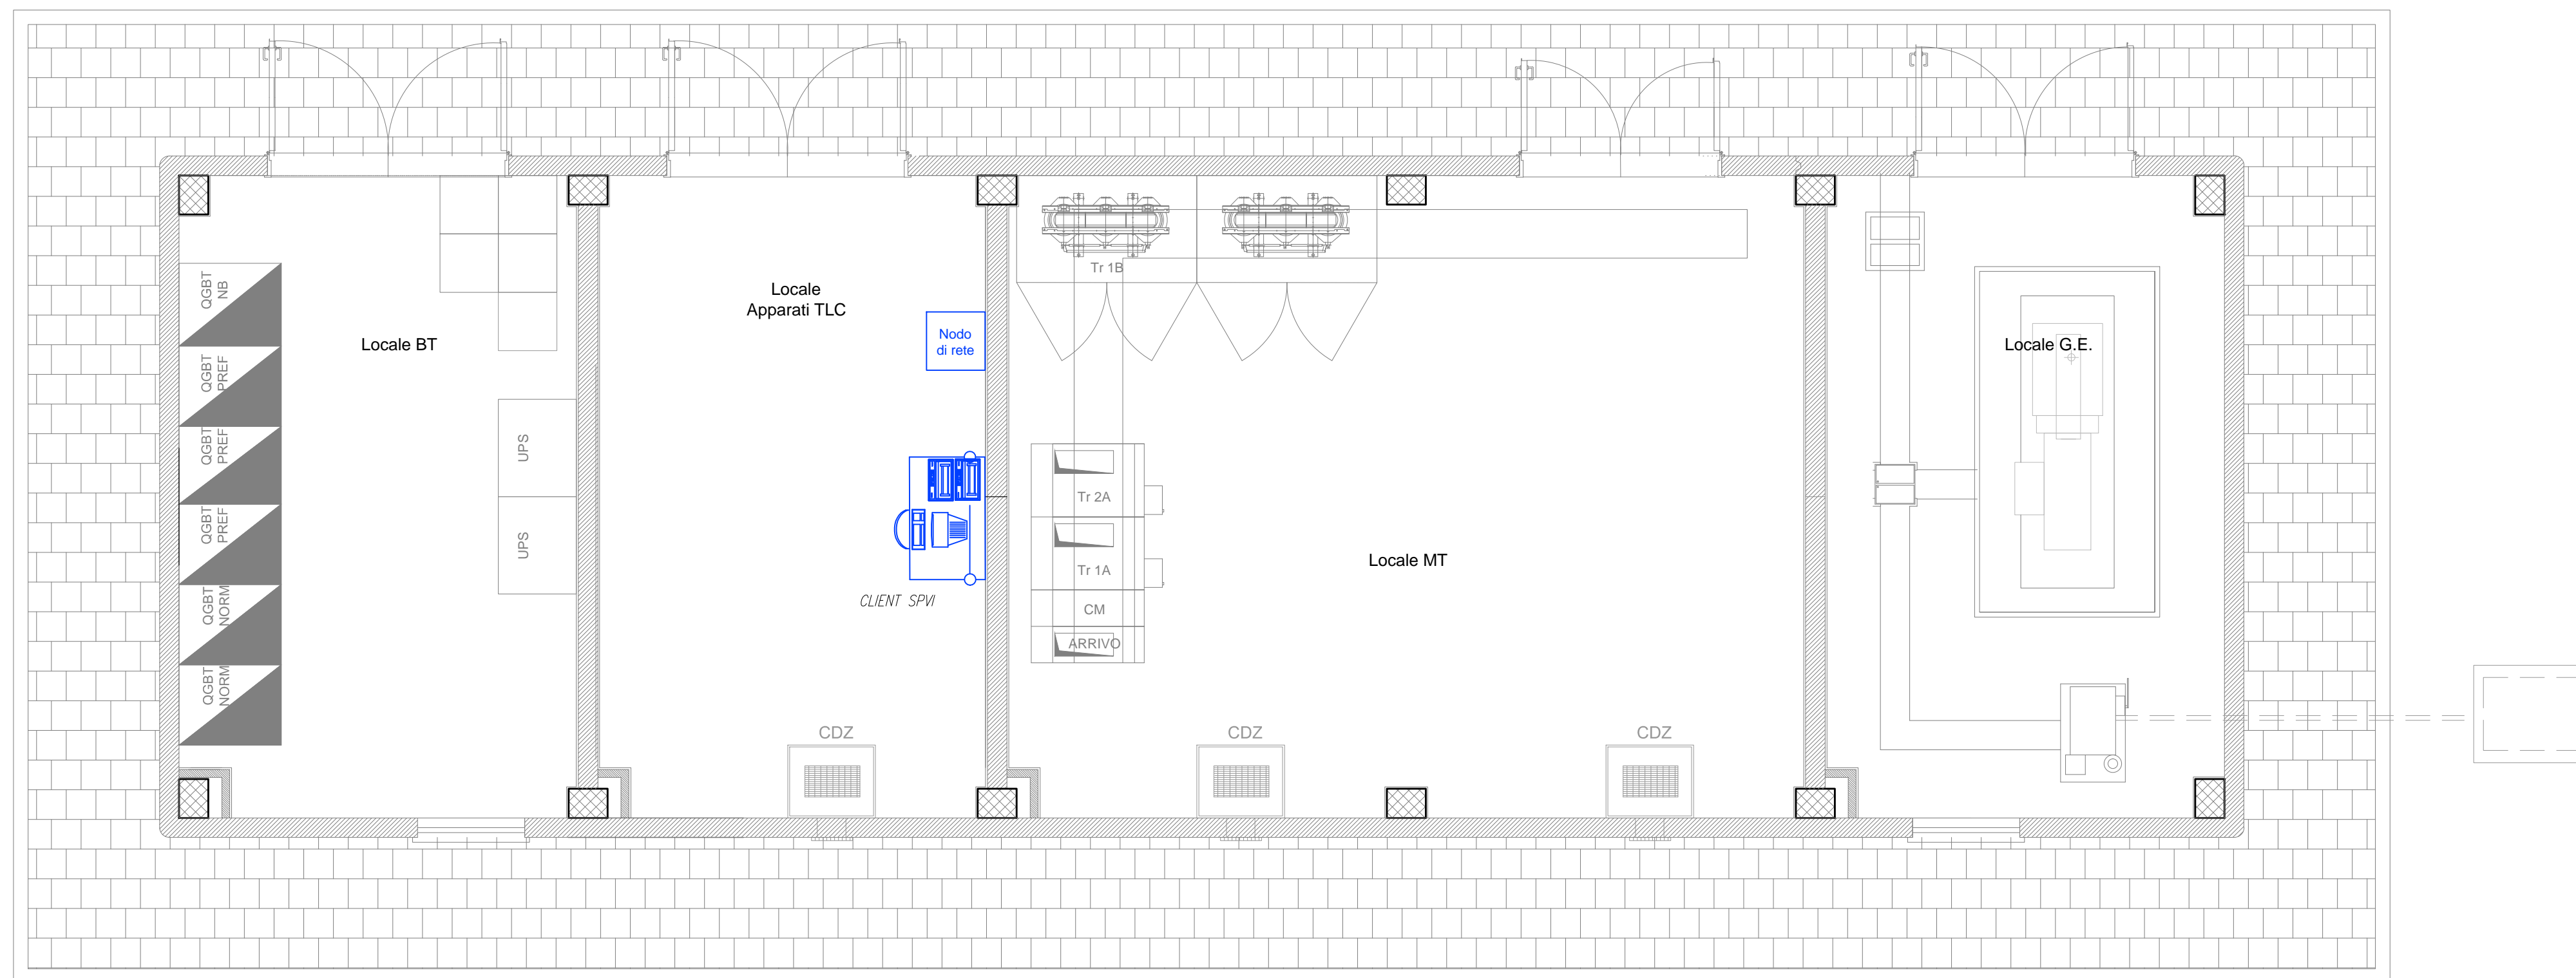 Locale BT
QGBT
NB
QGBT
PREF
QGBT
PREF
QGBT
PREF
QGBT
NORM
QGBT
NORM
UPS
UPS
Locale
Apparati TLC
Nodo
di rete
CLIENT SPVI
CDZ
Tr 1B
Tr 2A
Tr 1A
CM
ARRIVO
Locale MT
CDZ
CDZ
Locale G.E.